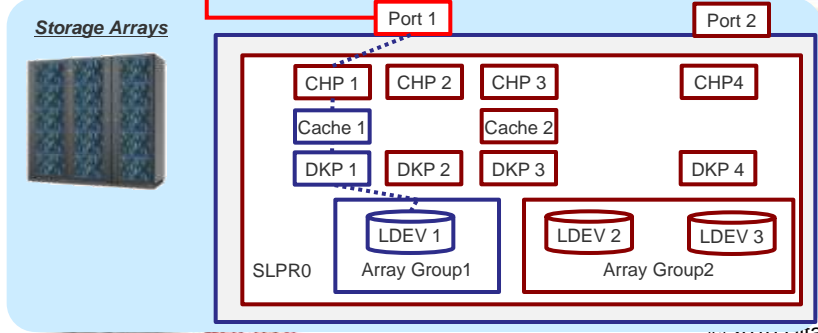 Storage Arrays
Port 1
Port 2
CHP 1
CHP 2
CHP 3
CHP4
Cache 1
Cache 2
DKP 1
DKP 2
DKP 3
DKP 4
LDEV 1
LDEV 2
LDEV 3
SLPR0
Array Group1
Array Group2